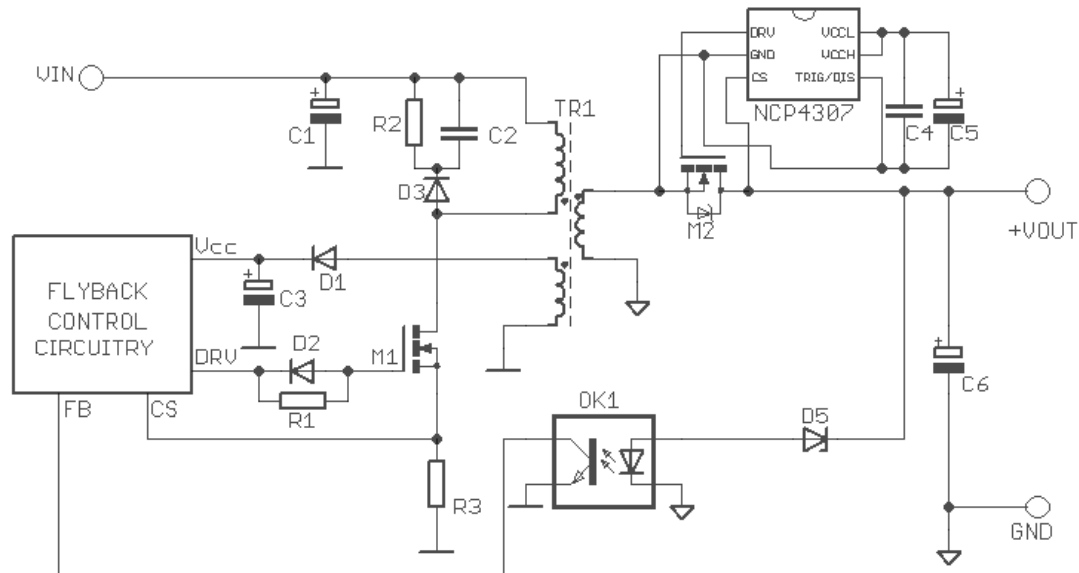 DRV
VCCL
GND
VCCH
CS
TRIG/DIS
NCP4307
VIN
C1
R2
C2
TR1
C4
C5
D3
M2
+VOUT
Vcc
D1
C3
FLYBACK
CONTROL
CIRCUITRY
M1
DRV
D2
R1
FB
CS
R3
OK1
D5
C6
GND